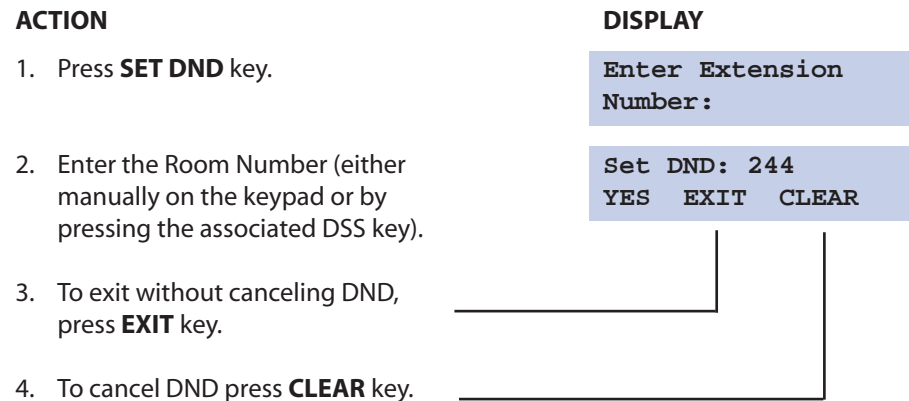 ACTION DISPLAY
1. Press SET DND key.
Enter Extension
Number:
2. Enter the Room Number (either
manually on the keypad or by
pressing the associated DSS key).
Set DND: 244
YES EXIT CLEAR
3. To exit without canceling DND,
press EXIT key.
4. To cancel DND press CLEAR key.